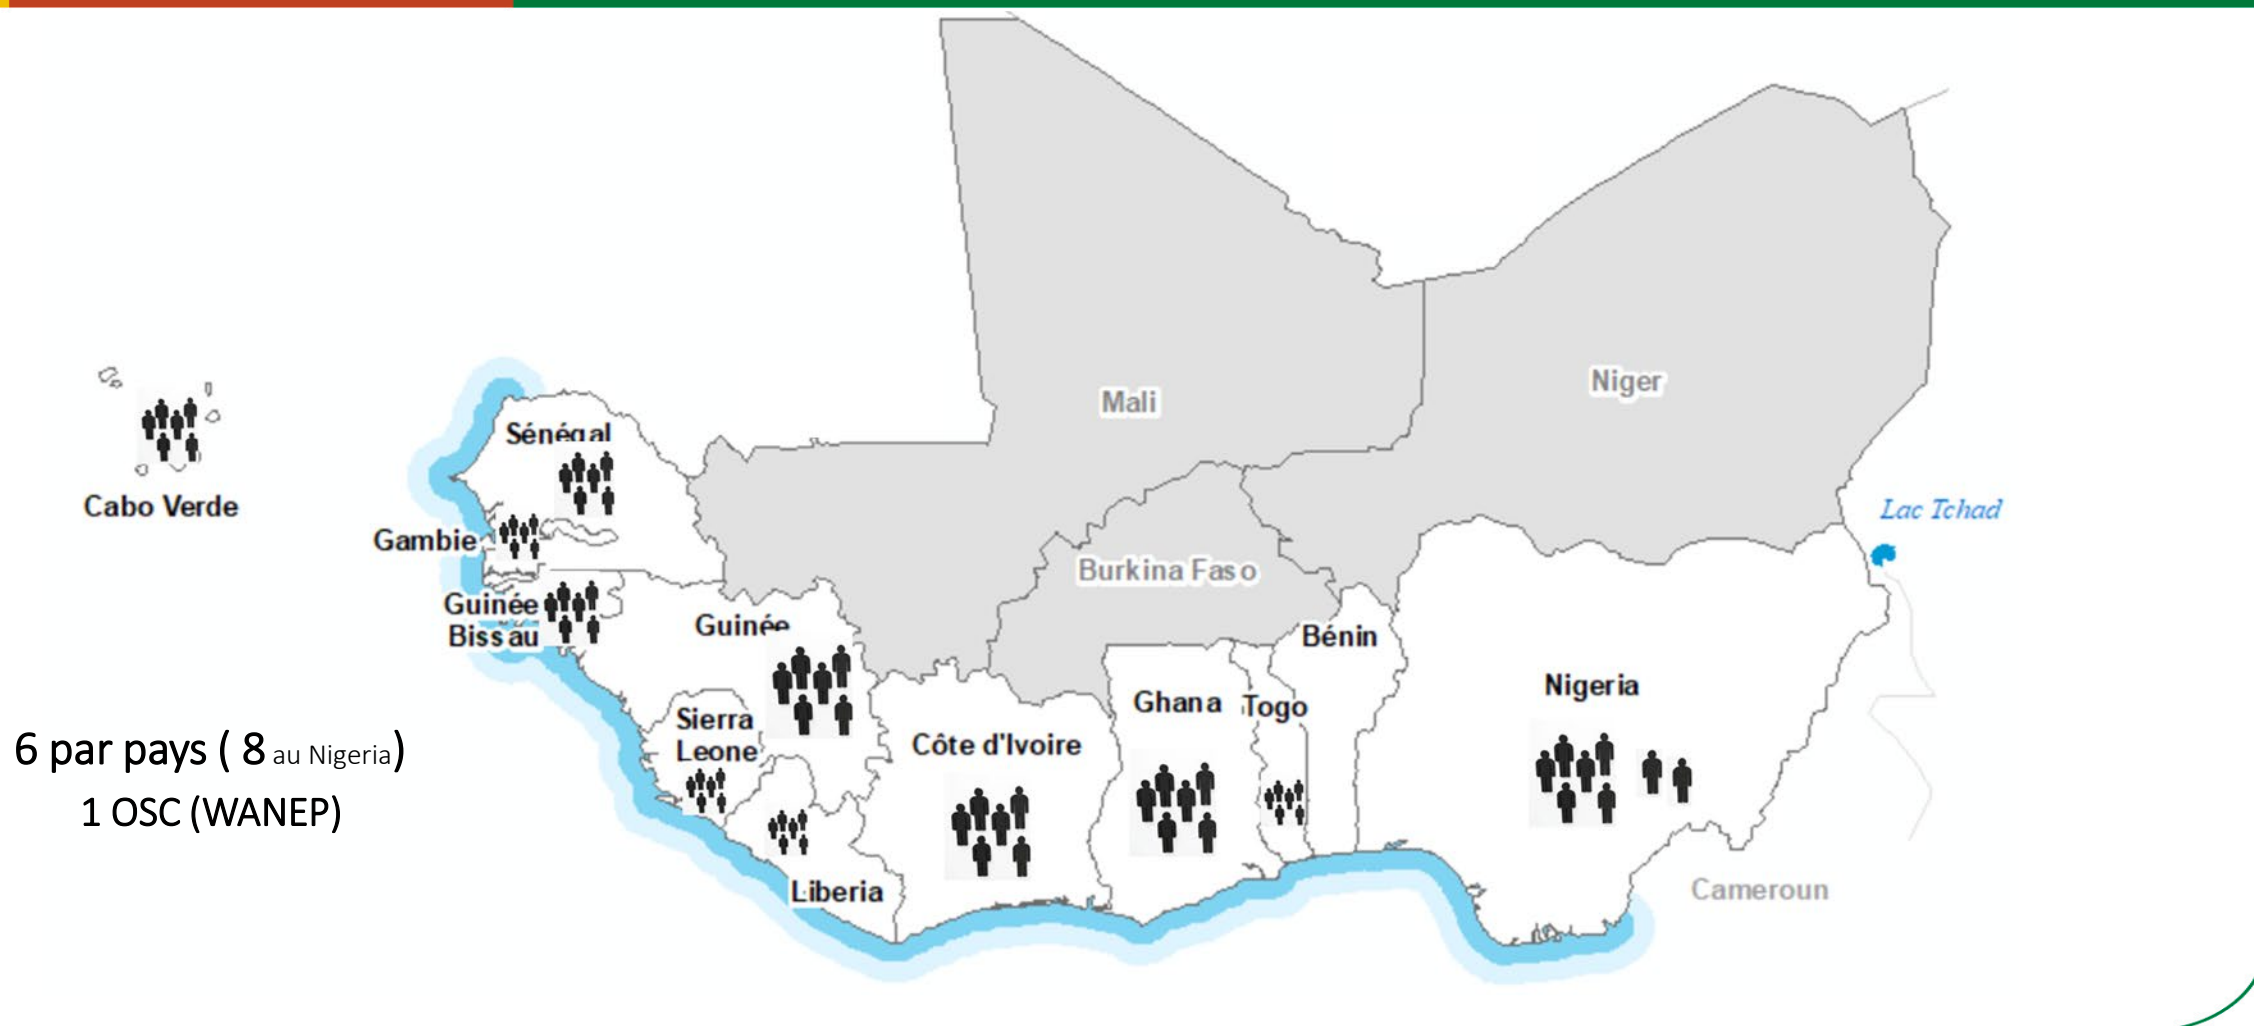 Mali
Niger
Sénégal
Cabo Verde
Lac Tchad
Gambie
Burkina Faso
Guinée
Bissau
Guinée
Bénin
Nigeria
Ghana
Togo
Sierra
Leone
Côte d'Ivoire
6 par pays ( 8 au Nigeria)
1 OSC (WANEP)
Liberia
Cameroun